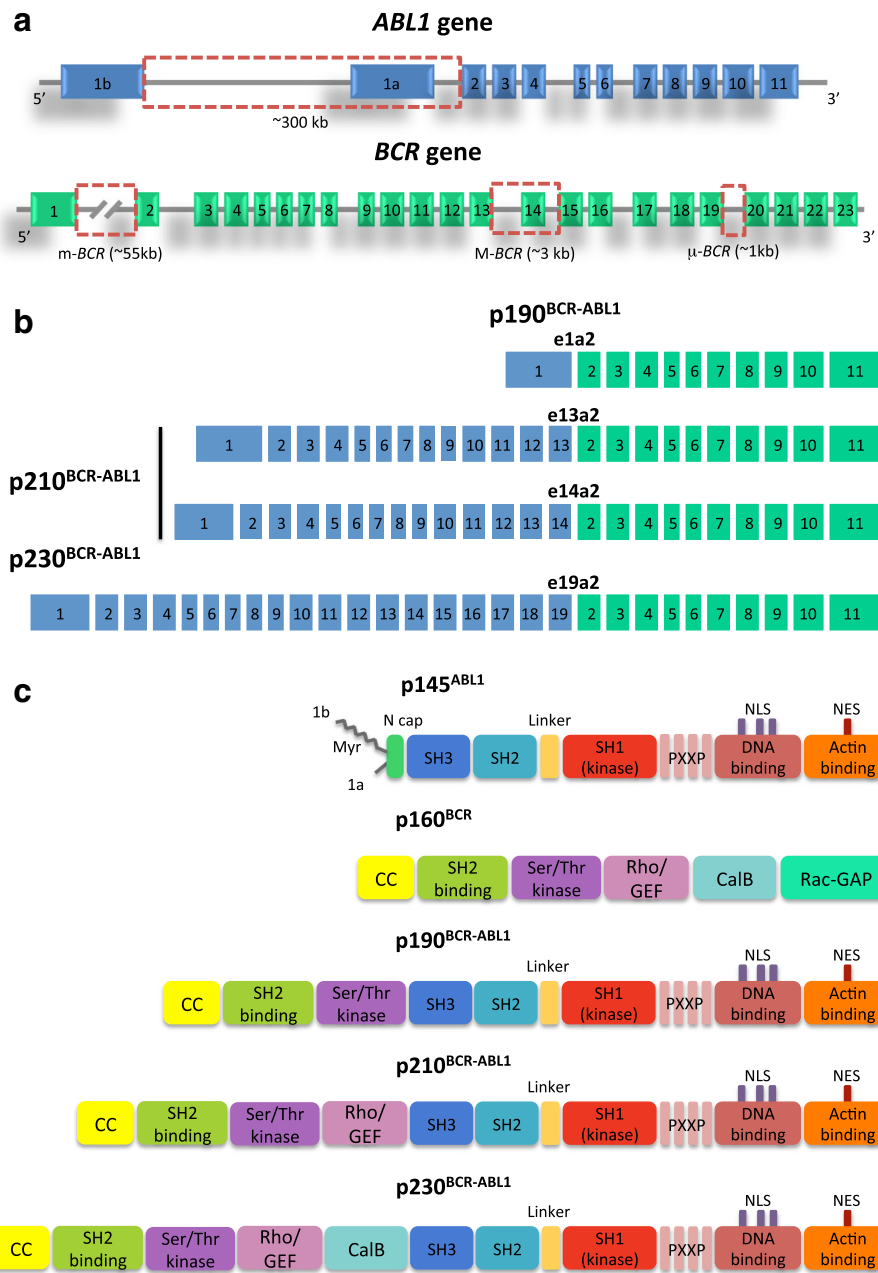 a
ABL1 gene
1b 1a 2 3 4 5 6 7 8 9 10 11
5’ 3’
~300 kb
BCR gene
1 2 3 4 5 6 7 8 9 10 11 12 13 14 15 16 17 18 19 20 21 22 23
5’ 3’
m-BCR (~55kb) M-BCR (~3 kb) μ-BCR (~1kb)
b
p190BCR-ABL1
e1a2
1 2 3 4 5 6 7 8 9 10 11
e13a2
1 2 3 4 5 6 7 8 9 10 11 12 13 2 3 4 5 6 7 8 9 10 11
p210BCR-ABL1
e14a2
1 2 3 4 5 6 7 8 9 10 11 12 13 14 2 3 4 5 6 7 8 9 10 11
p230BCR-ABL1
e19a2
1 2 3 4 5 6 7 8 9 10 11 12 13 14 15 16 17 18 19 2 3 4 5 6 7 8 9 10 11
c
p145ABL1
1b N cap Linker NLS NES
Myr
SH3 SH2 SH1 (kinase) PXXP DNA binding Actin binding
1a
p160BCR
CC SH2 binding Ser/Thr kinase Rho/ GEF CalB Rac-GAP
p190BCR-ABL1
Linker NLS NES
CC SH2 binding Ser/Thr kinase SH3 SH2 SH1 (kinase) PXXP DNA binding Actin binding
p210BCR-ABL1
Linker NLS NES
CC SH2 binding Ser/Thr kinase Rho/ GEF SH3 SH2 SH1 (kinase) PXXP DNA binding Actin binding
p230BCR-ABL1
Linker NLS NES
CC SH2 binding Ser/Thr kinase Rho/ GEF CalB SH3 SH2 SH1 (kinase) PXXP DNA binding Actin binding